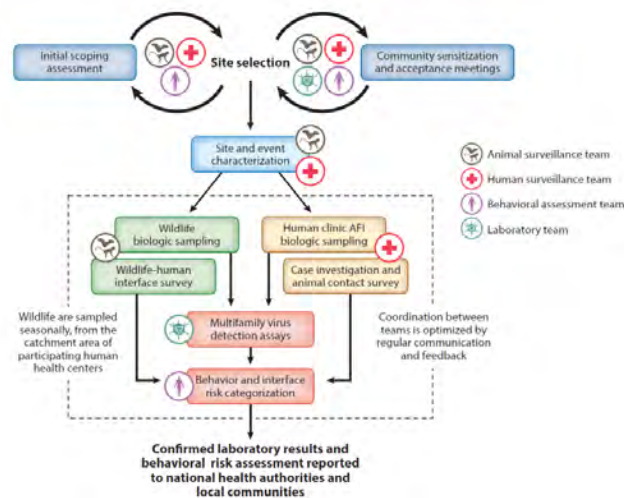 Initial scoping
assessment
Site selection
Community sensitization
and acceptance meetings
Site and event
characterization
Animal surveillance team
Human surveillance team
Behavioral assessment team
Laboratory team
Wildlife
biologic sampling
Human clinic AFI
biologic sampling
Wildlife-human
interface survey
Case investigation and
animal contact survey
Wildlife are sampled
seasonally, from the
catchment area of
participating human
health centers
Multifamily virus
detection assays
Coordination between
teams is optimized by
regular communication
and feedback
Behavior and interface
risk categorization
Confirmed laboratory results and
behavioral risk assessment reported
to national health authorities and
local communities